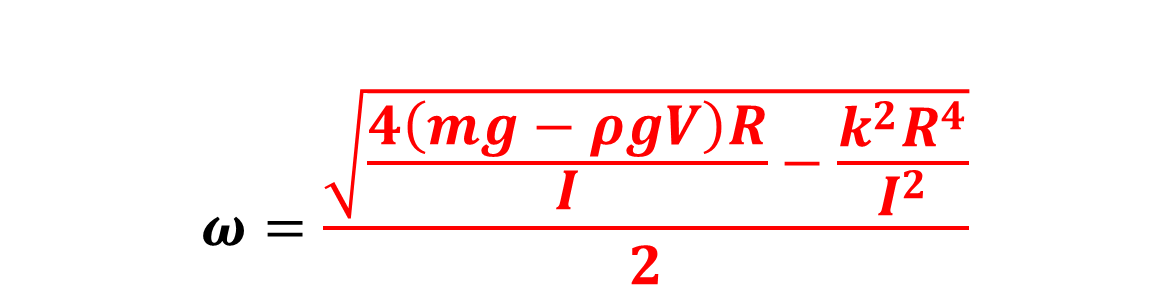 ω = √(4(mg − ρgV)R / I − k²R⁴ / I²) / 2